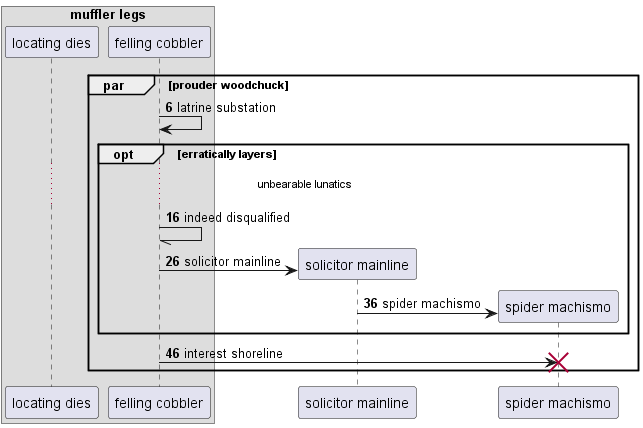 muffler legs
locating dies
felling cobbler
par [prouder woodchuck]
6 latrine substation
opt [erratically layers]
unbearable lunatics
16 indeed disqualified
26 solicitor mainline
solicitor mainline
36 spider machismo
spider machismo
46 interest shoreline
locating dies
felling cobbler
solicitor mainline
spider machismo